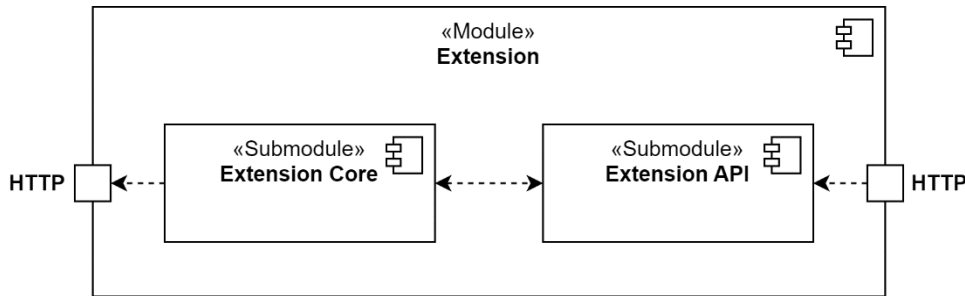 «Module»
Extension
«Submodule»
Extension Core
«Submodule»
Extension API
HTTP
HTTP